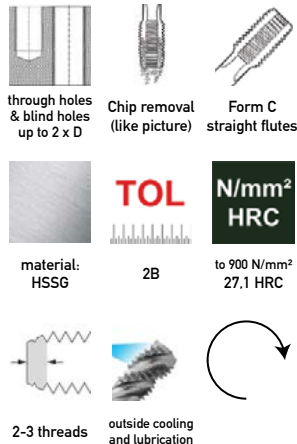 through holes
& blind holes
up to 2 x D
Chip removal
(like picture)
Form C
straight flutes
TOL
N/mm²
HRC
material:
HSSG
2B
to 900 N/mm²
27,1 HRC
2-3 threads
outside cooling
and lubrication